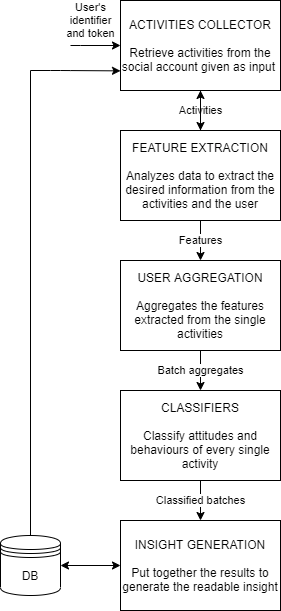 User's
identifier
and token
ACTIVITIES COLLECTOR
Retrieve activities from the
social account given as input
Activities
FEATURE EXTRACTION
Analyzes data to extract the
desired information from the
activities and the user
Features
USER AGGREGATION
Aggregates the features
extracted from the single
activities
Batch aggregates
CLASSIFIERS
Classify attitudes and
behaviours of every single
activity
Classified batches
INSIGHT GENERATION
Put together the results to
generate the readable insight
DB